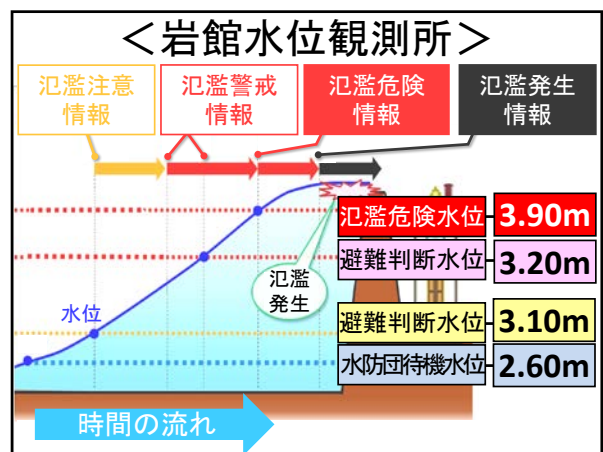 ＜岩館水位観測所＞
氾濫注意
情報
氾濫警戒
情報
氾濫危険
情報
氾濫発生
情報
氾濫危険水位 3.90m
避難判断水位 3.20m
氾濫
発生
水位
避難判断水位 3.10m
水防団待機水位 2.60m
時間の流れ